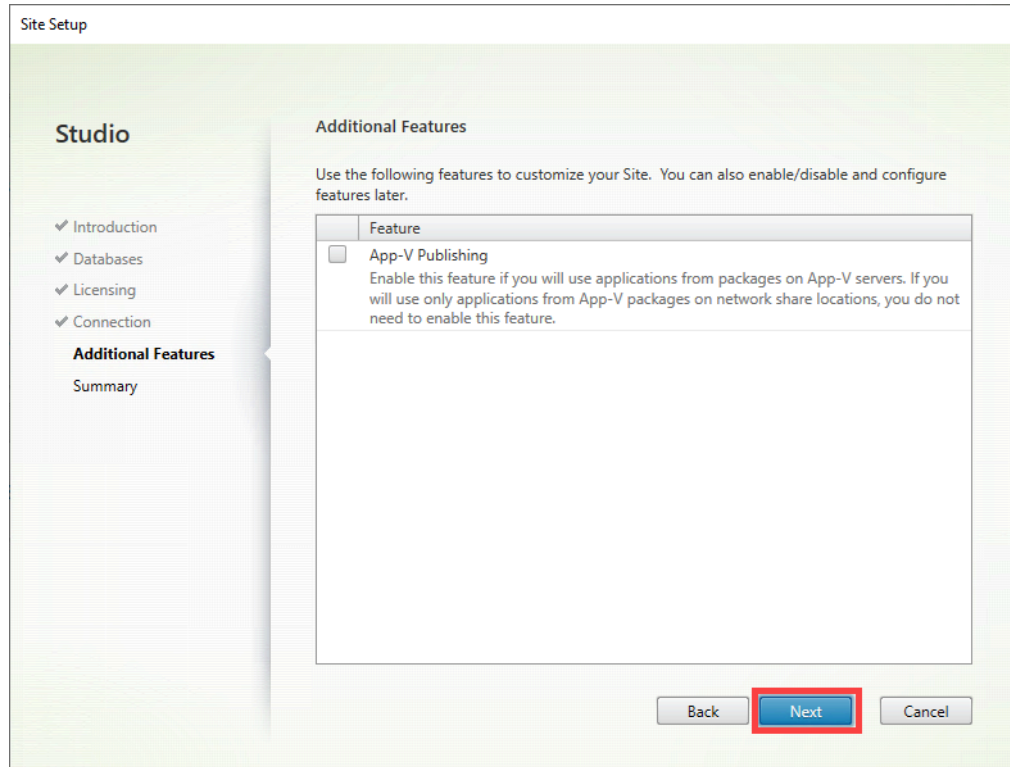 Site Setup
Studio
Introduction
Databases
Licensing
Connection
Additional Features
Summary
Additional Features
Use the following features to customize your Site. You can also enable/disable and configure
features later.
Feature
App-V Publishing
Enable this feature if you will use applications from packages on App-V servers. If you
will use only applications from App-V packages on network share locations, you do not
need to enable this feature.
Back
Next
Cancel